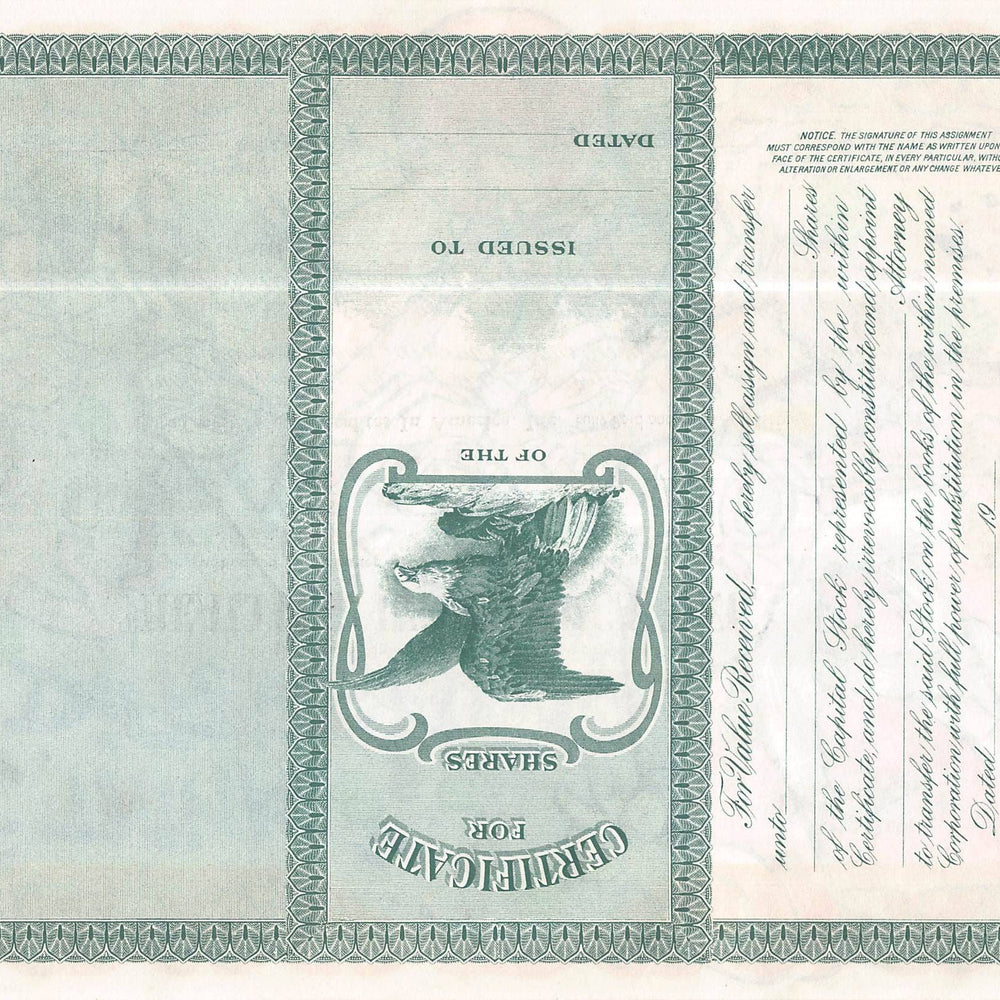 CERTIFICATE
FOR
SHARES
OF THE
ISSUED TO
DATED
NOTICE. THE SIGNATURE OF THIS ASSIGNMENT
MUST CORRESPOND WITH THE NAME AS WRITTEN UPON
FACE OF THE CERTIFICATE, IN EVERY PARTICULAR, WITH
ALTERATION OR ENLARGEMENT, OR ANY CHANGE WHATEVE
For Value Received, hereby sell, assign and transfer
unto
Shares
of the Capital Stock represented by the within
Certificate, and do hereby irrevocably constitute and appoint
Attorney
to transfer the said Stock on the books of the within named
Corporation with full power of substitution in the premises.
Dated 19